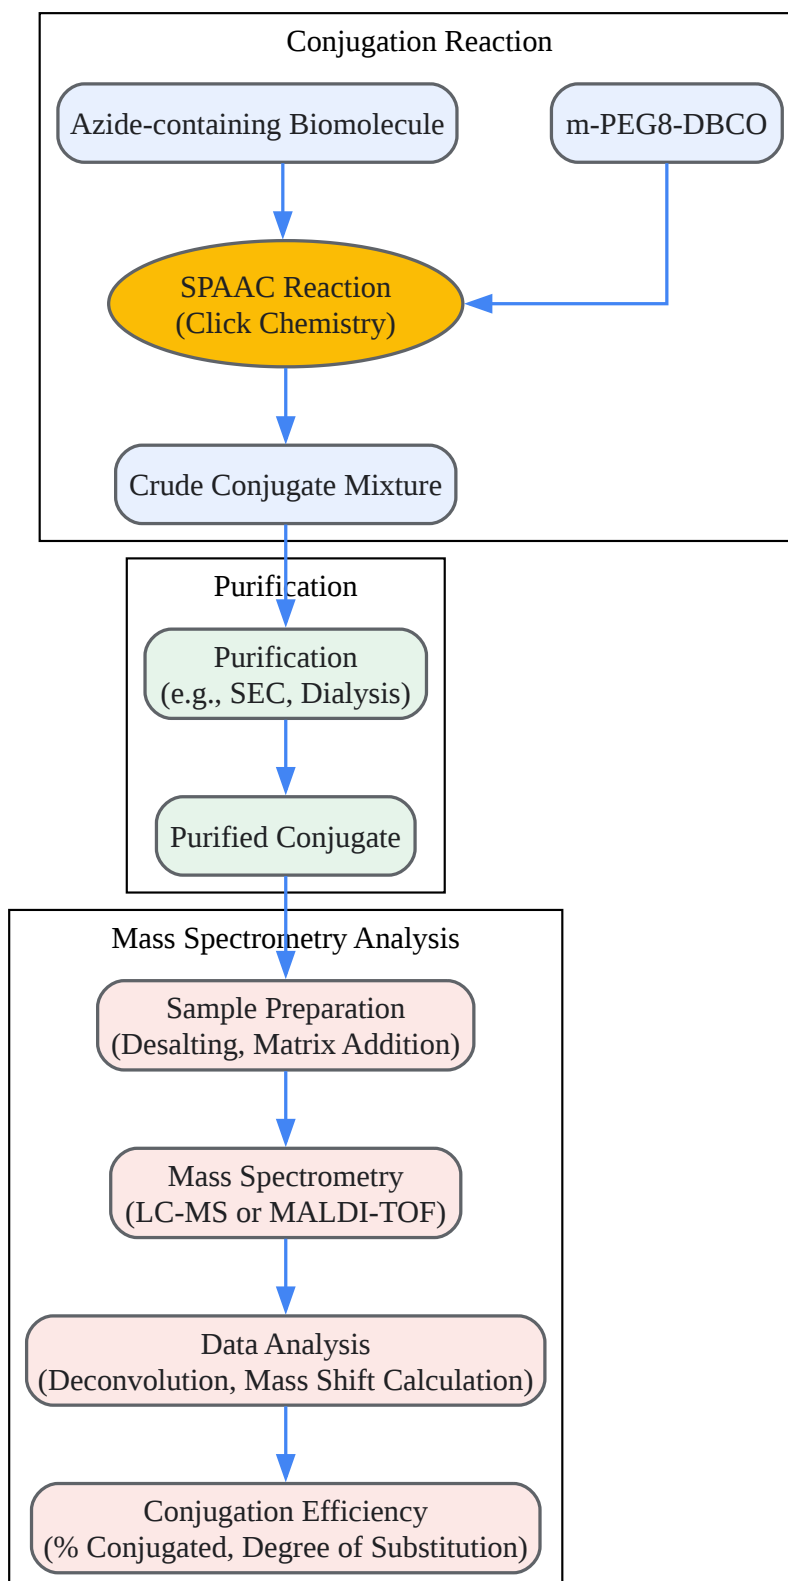 Conjugation Reaction
Azide-containing Biomolecule
m-PEG8-DBCO
SPAAC Reaction
(Click Chemistry)
Crude Conjugate Mixture
Purification
Purification
(e.g., SEC, Dialysis)
Purified Conjugate
Mass Spectrometry Analysis
Sample Preparation
(Desalting, Matrix Addition)
Mass Spectrometry
(LC-MS or MALDI-TOF)
Data Analysis
(Deconvolution, Mass Shift Calculation)
Conjugation Efficiency
(% Conjugated, Degree of Substitution)